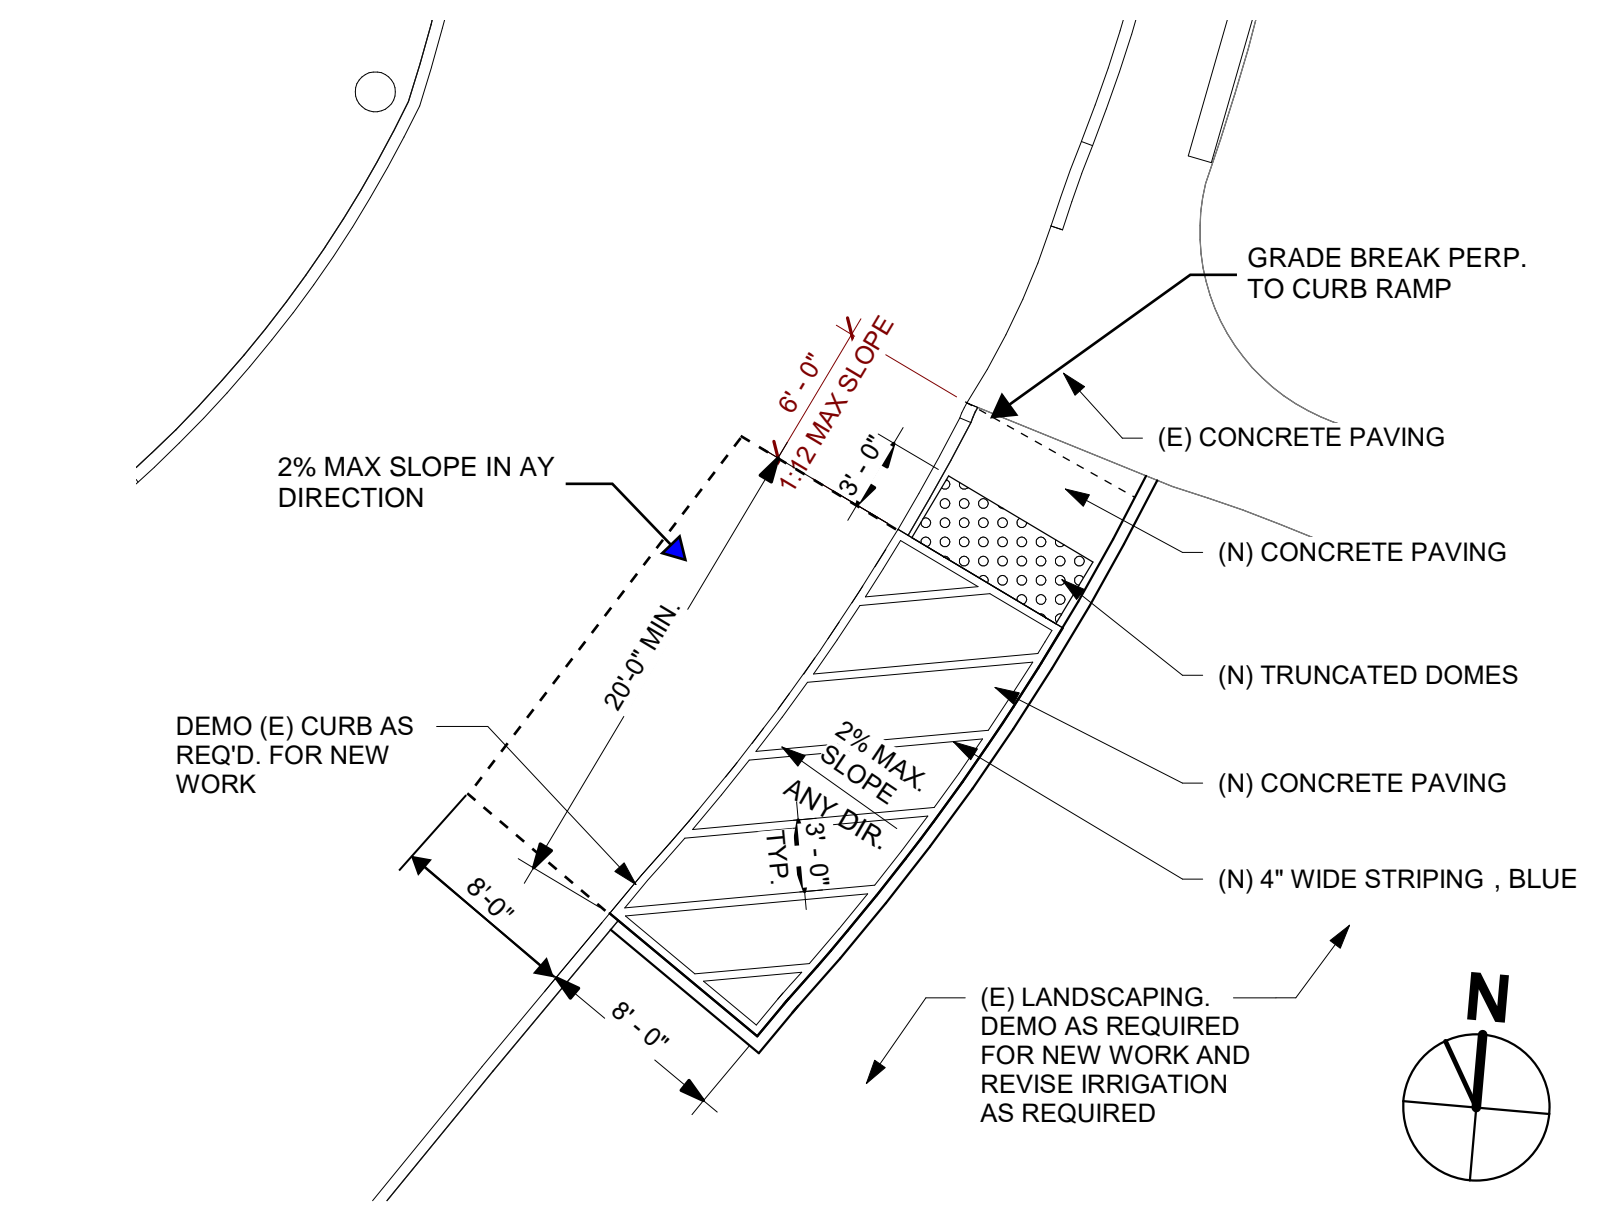 GRADE BREAK PERP.
TO CURB RAMP
6' - 0"
1:12 MAX SLOPE
(E) CONCRETE PAVING
3' - 0"
2% MAX SLOPE IN AY
DIRECTION
(N) CONCRETE PAVING
20'-0" MIN.
(N) TRUNCATED DOMES
DEMO (E) CURB AS
REQ'D. FOR NEW
WORK
2% MAX.
SLOPE
ANY DIR.
(N) CONCRETE PAVING
3' - 0"
TYP.
(N) 4" WIDE STRIPING , BLUE
8'-0"
8' - 0"
(E) LANDSCAPING.
DEMO AS REQUIRED
FOR NEW WORK AND
REVISE IRRIGATION
AS REQUIRED
N